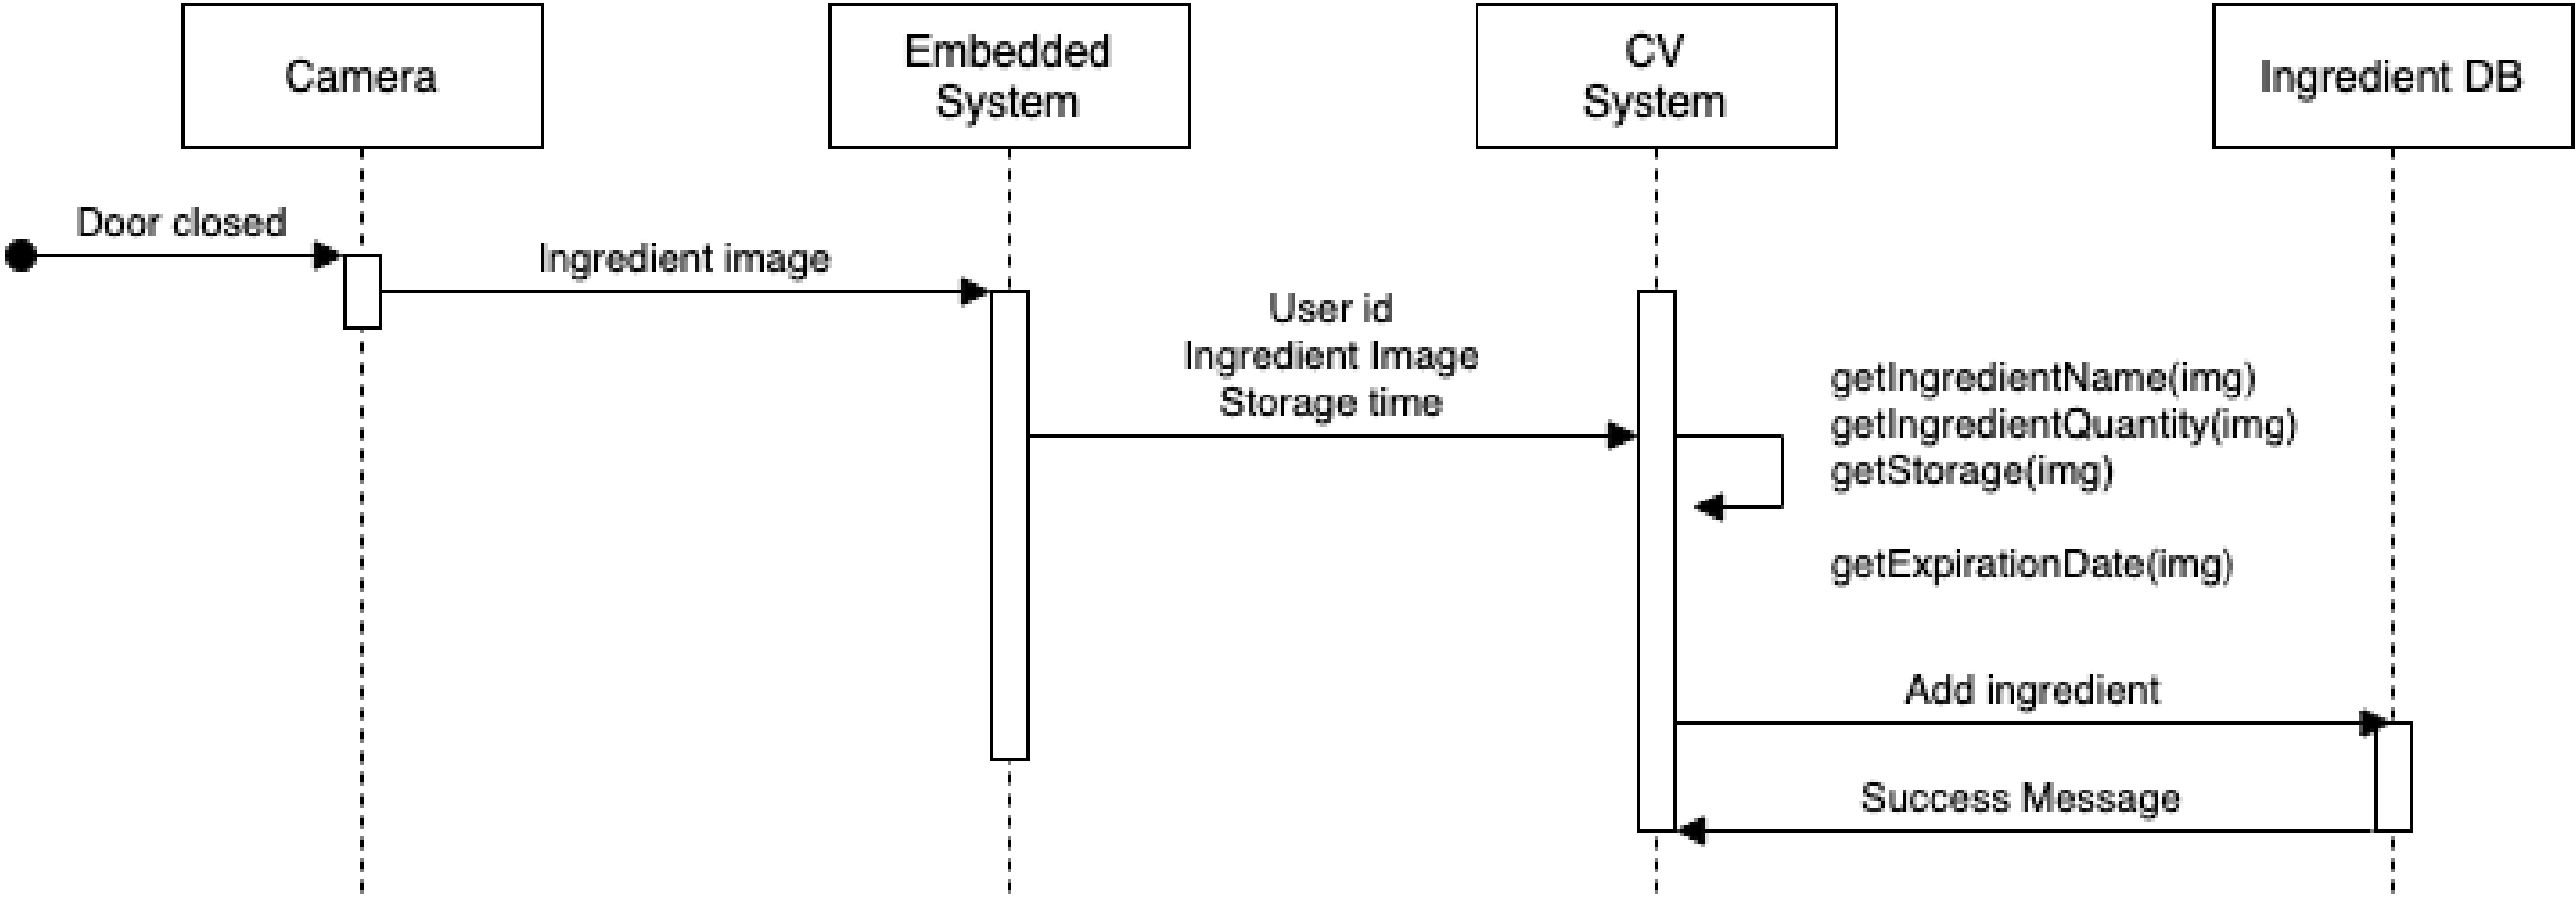 Camera
Embedded
System
CV
System
Ingredient DB
Door closed
Ingredient image
User id
Ingredient Image
Storage time
getIngredientName(img)
getIngredientQuantity(img)
getStorage(img)
getExpirationDate(img)
Add ingredient
Success Message